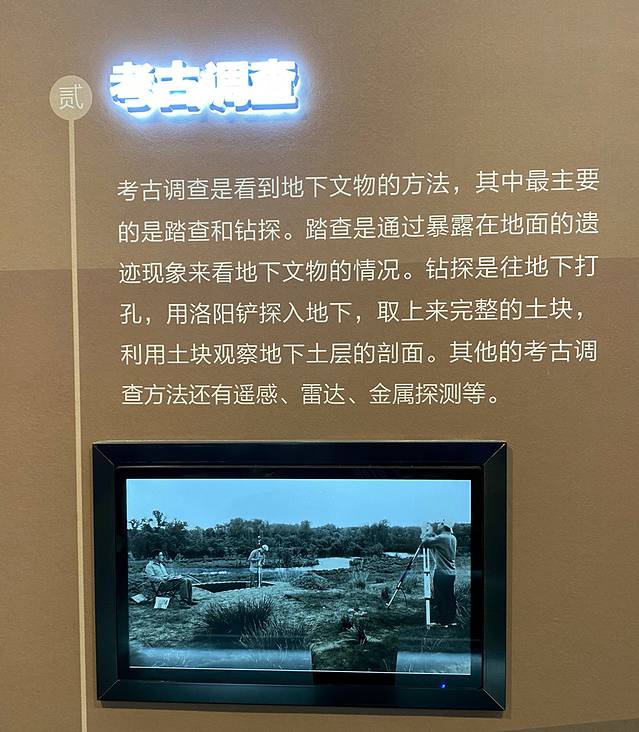 贰
考古调查
考古调查是看到地下文物的方法，其中最主要
的是踏查和钻探。踏查是通过暴露在地面的遗
迹现象来看地下文物的情况。钻探是往地下打
孔，用洛阳铲探入地下，取上来完整的土块，
利用土块观察地下土层的剖面。其他的考古调
查方法还有遥感、雷达、金属探测等。